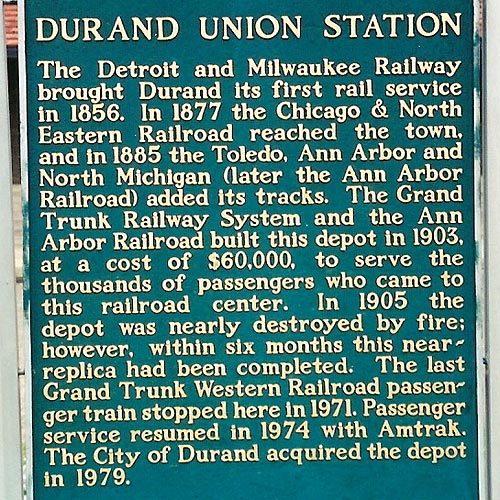 DURAND UNION STATION
The Detroit and Milwaukee Railway
brought Durand its first rail service
in 1856. In 1877 the Chicago & North
Eastern Railroad reached the town,
and in 1885 the Toledo, Ann Arbor and
North Michigan (later the Ann Arbor
Railroad) added its tracks. The Grand
Trunk Railway System and the Ann
Arbor Railroad built this depot in 1903,
at a cost of $60,000, to serve the
thousands of passengers who came to
this railroad center. In 1905 the
depot was nearly destroyed by fire;
however, within six months this near-
replica had been completed. The last
Grand Trunk Western Railroad passen-
ger train stopped here in 1971. Passenger
service resumed in 1974 with Amtrak.
The City of Durand acquired the depot
in 1979.